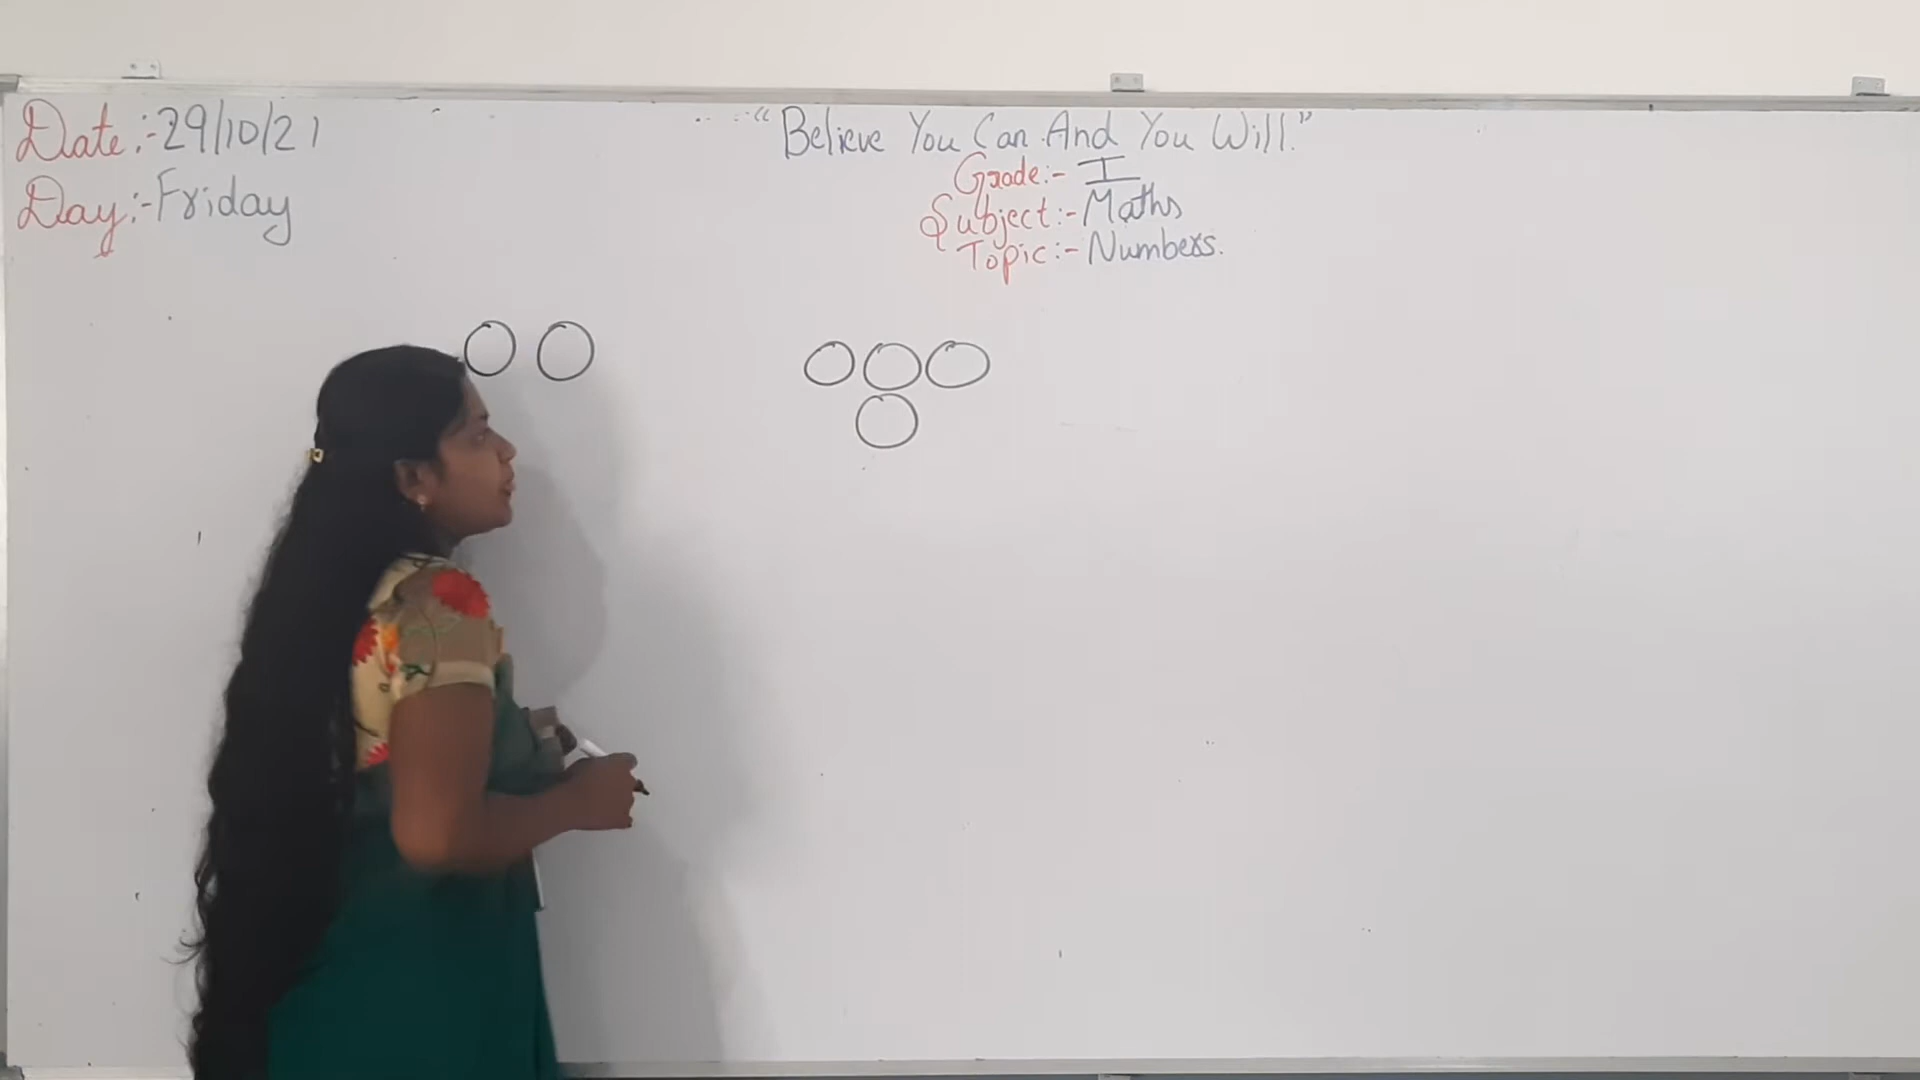 Date:-29/10/21
Day:-Friday
"Believe You Can And You Will."
Grade:- I
Subject:-Maths
Topic:-Numbers.